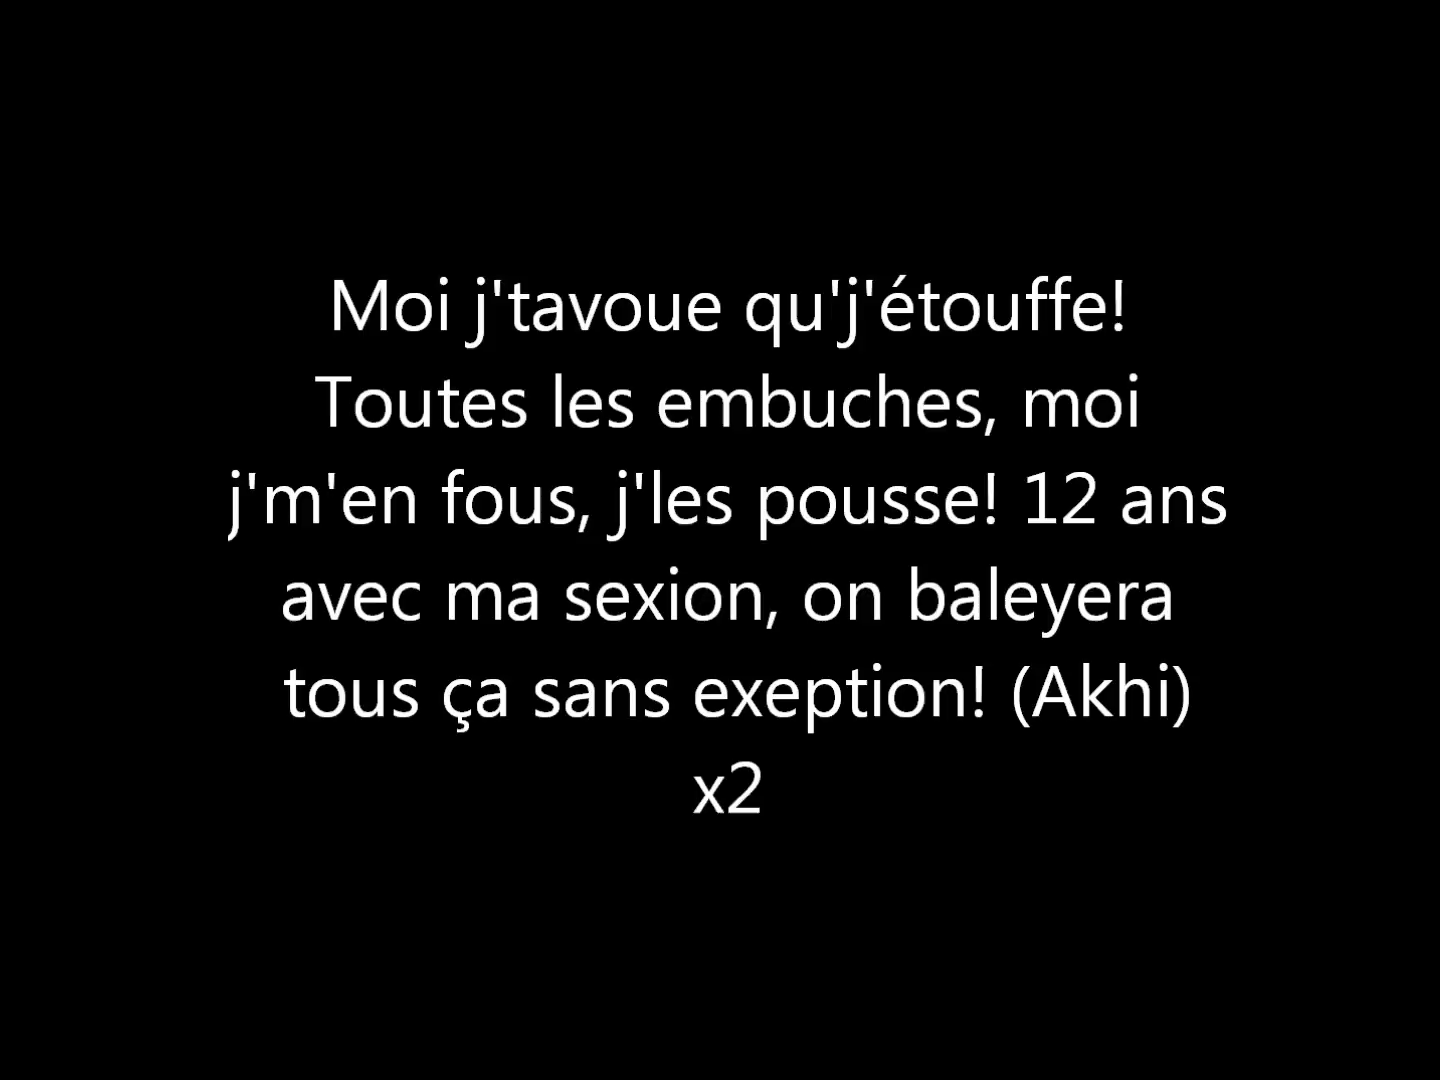 Moi j'tavoue qu'j'étouffe!
Toutes les embuches, moi
j'm'en fous, j'les pousse! 12 ans
avec ma sexion, on baleyera
tous ça sans exeption! (Akhi)
x2